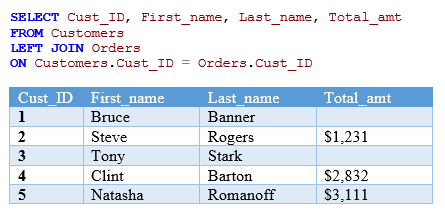 SELECT Cust_ID, First_name, Last_name, Total_amt
FROM Customers
LEFT JOIN Orders
ON Customers.Cust_ID = Orders.Cust_ID
Cust_ID First_name Last_name Total_amt
1 Bruce Banner
2 Steve Rogers $1,231
3 Tony Stark
4 Clint Barton $2,832
5 Natasha Romanoff $3,111